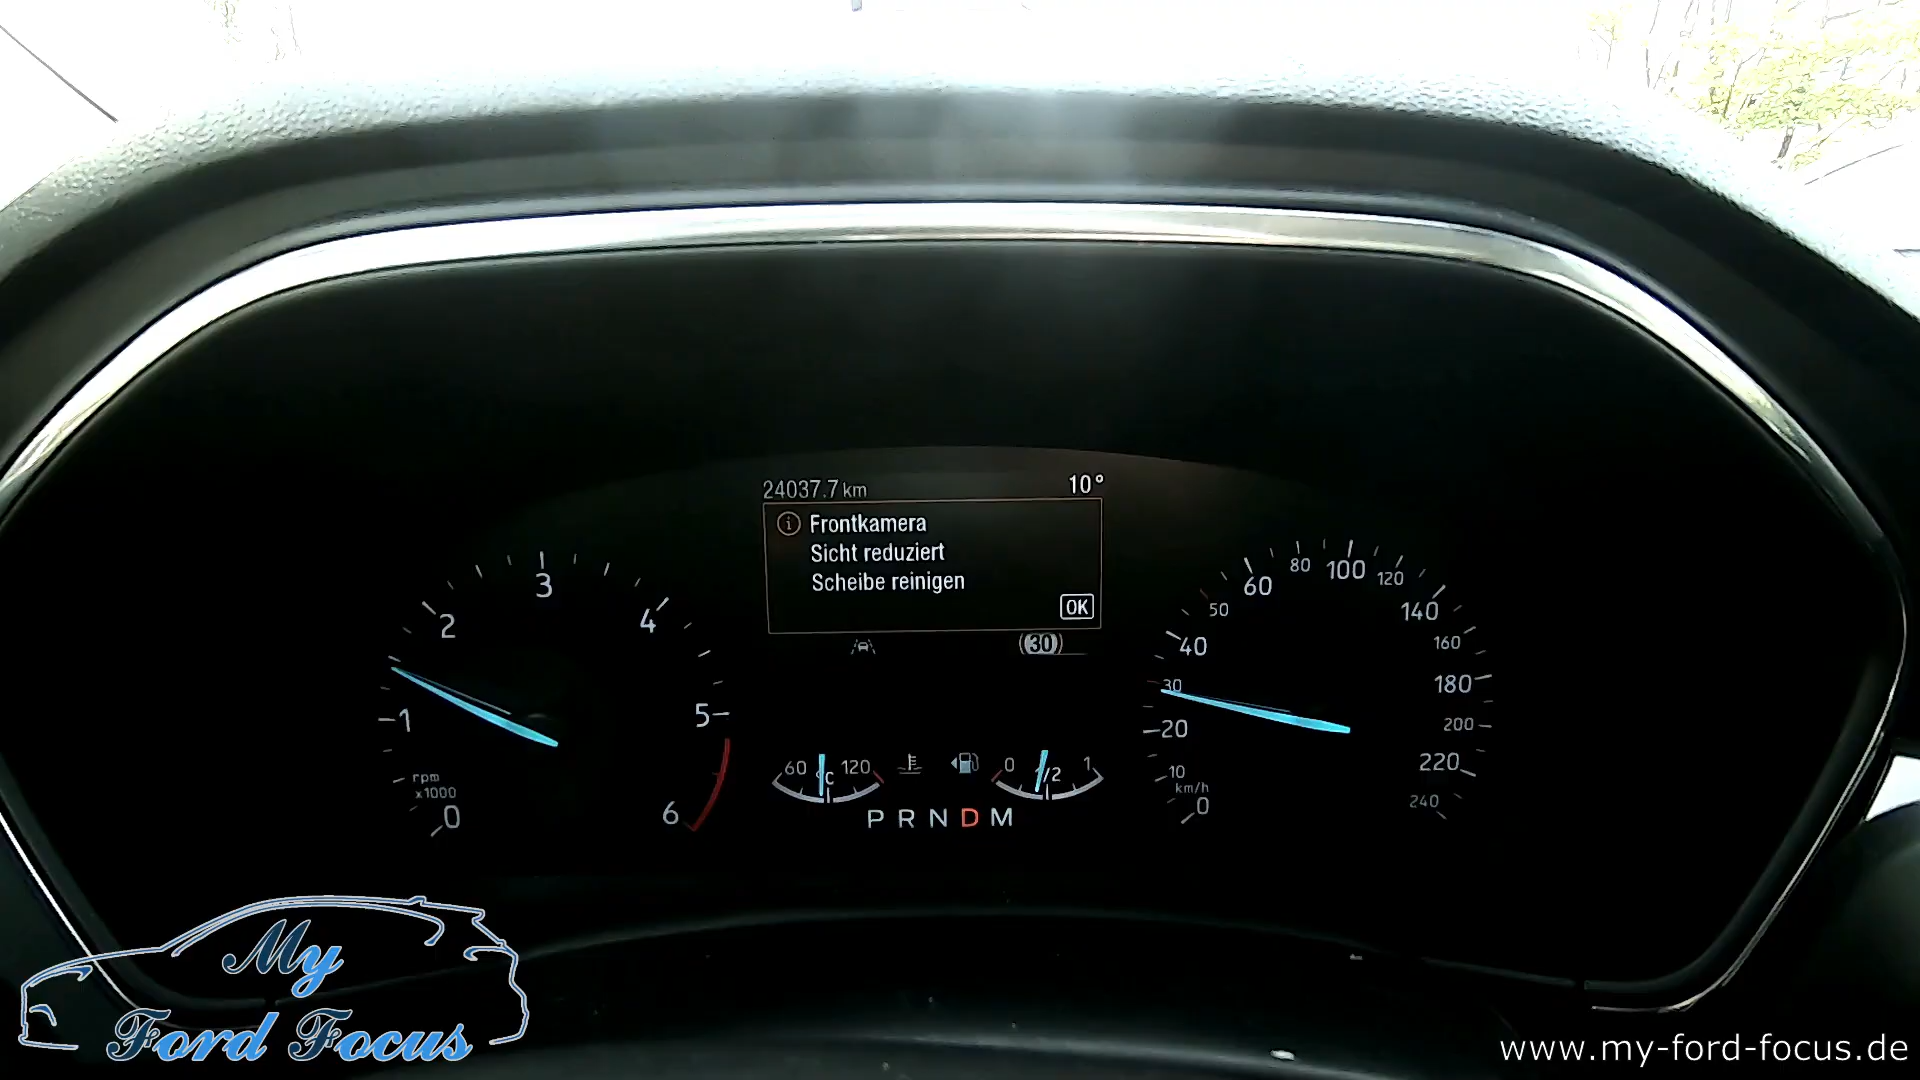 24037.7 km 10°
Frontkamera
Sicht reduziert
Scheibe reinigen
OK
(30)
0 rpm x1000 1 2 3 4 5 6
60 °C 120
0 1/2 1
P R N D M
0 km/h 10 20 30 40 50 60 80 100 120 140 160 180 200 220 240
My
Ford Focus
www.my-ford-focus.de